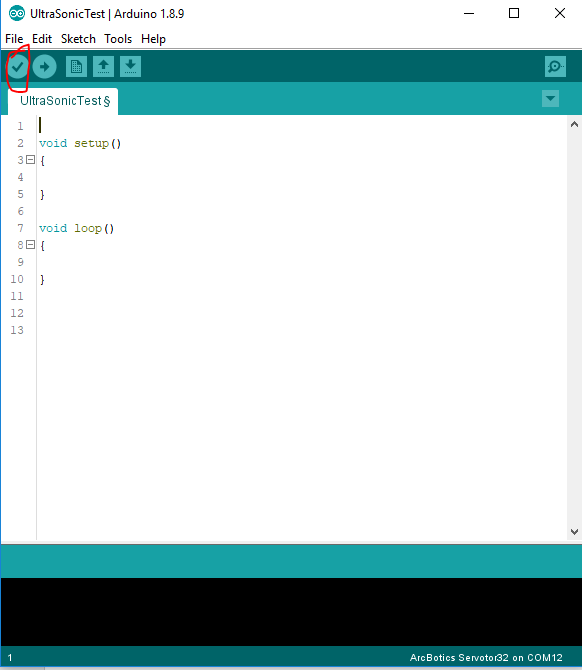 UltraSonicTest | Arduino 1.8.9
File Edit Sketch Tools Help
UltraSonicTest §
1
2 void setup()
3 {
4
5 }
6
7 void loop()
8 {
9
10 }
11
12
13
1 ArcBotics Servotor32 on COM12